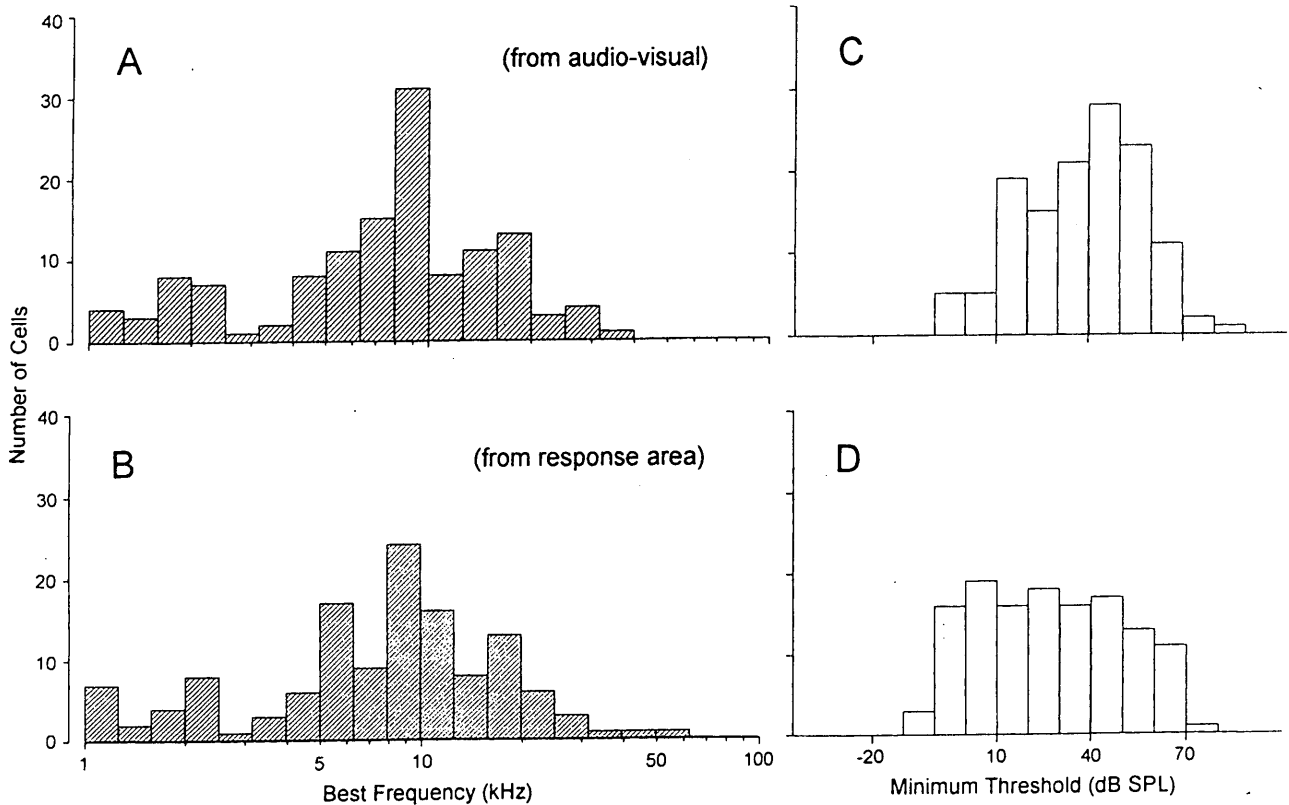 40
30
20
10
0
A
(from audio-visual)
C
Number of Cells
40
30
20
10
0
B
(from response area)
D
1
5
10
50
100
Best Frequency (kHz)
-20
10
40
70
Minimum Threshold (dB SPL)